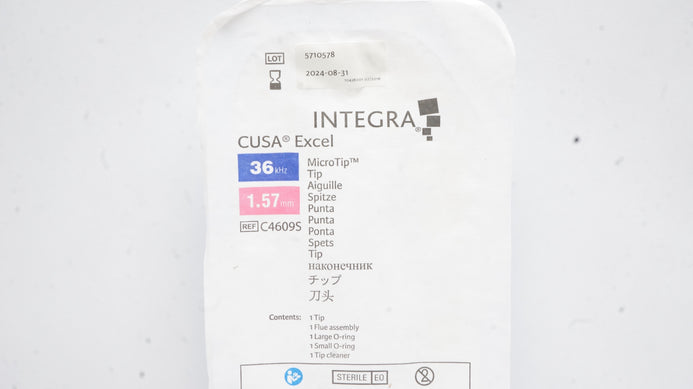 LOT 5710578
2024-08-31
INTEGRA®
CUSA® Excel
36 kHz
MicroTip™
Tip
Aiguille
1.57 mm
Spitze
Punta
Punta
REF C4609S
Ponta
Spets
Tip
наконечник
チップ
刀头
Contents: 1 Tip
1 Flue assembly
1 Large O-ring
1 Small O-ring
1 Tip cleaner
STERILE EO
2